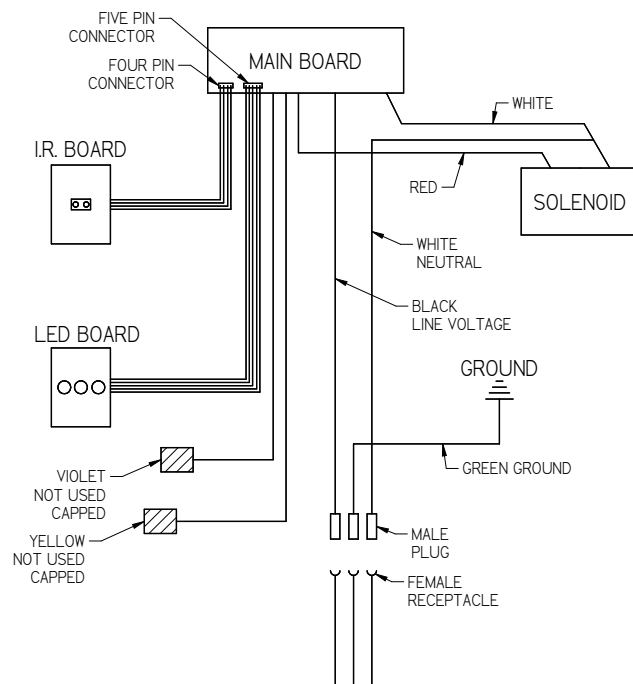 FIVE PIN
CONNECTOR
MAIN BOARD
FOUR PIN
CONNECTOR
WHITE
I.R. BOARD
RED
SOLENOID
WHITE
NEUTRAL
BLACK
LINE VOLTAGE
LED BOARD
GROUND
GREEN GROUND
VIOLET
NOT USED
CAPPED
YELLOW
NOT USED
CAPPED
MALE
PLUG
FEMALE
RECEPTACLE